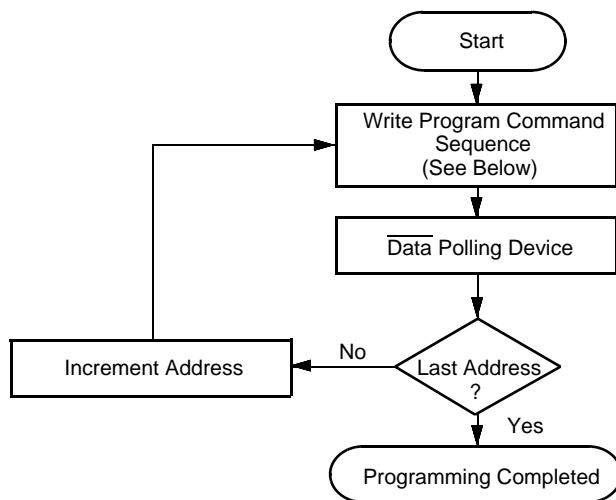 Start
Write Program Command
Sequence
(See Below)
Data Polling Device
Increment Address
No
Last Address
?
Yes
Programming Completed